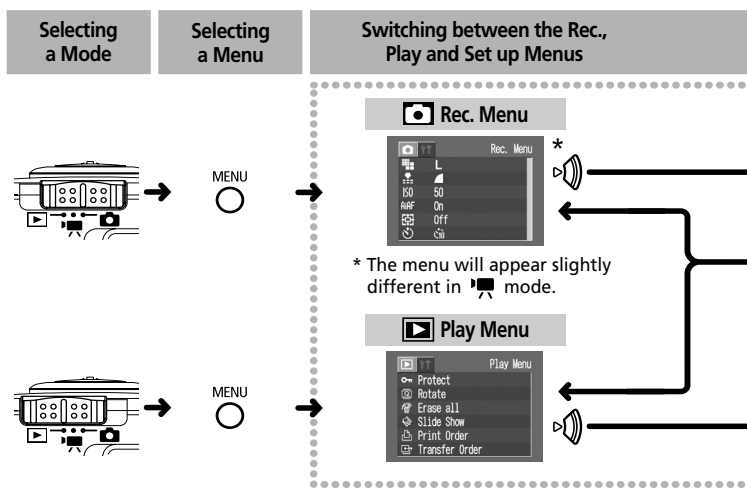 Selecting
a Mode
Selecting
a Menu
Switching between the Rec.,
Play and Set up Menus
Rec. Menu
Rec. Menu
*
L
ISO 50
AiAF On
Off
MENU
* The menu will appear slightly
different in mode.
Play Menu
Play Menu
Protect
Rotate
Erase all
Slide Show
Print Order
Transfer Order
MENU